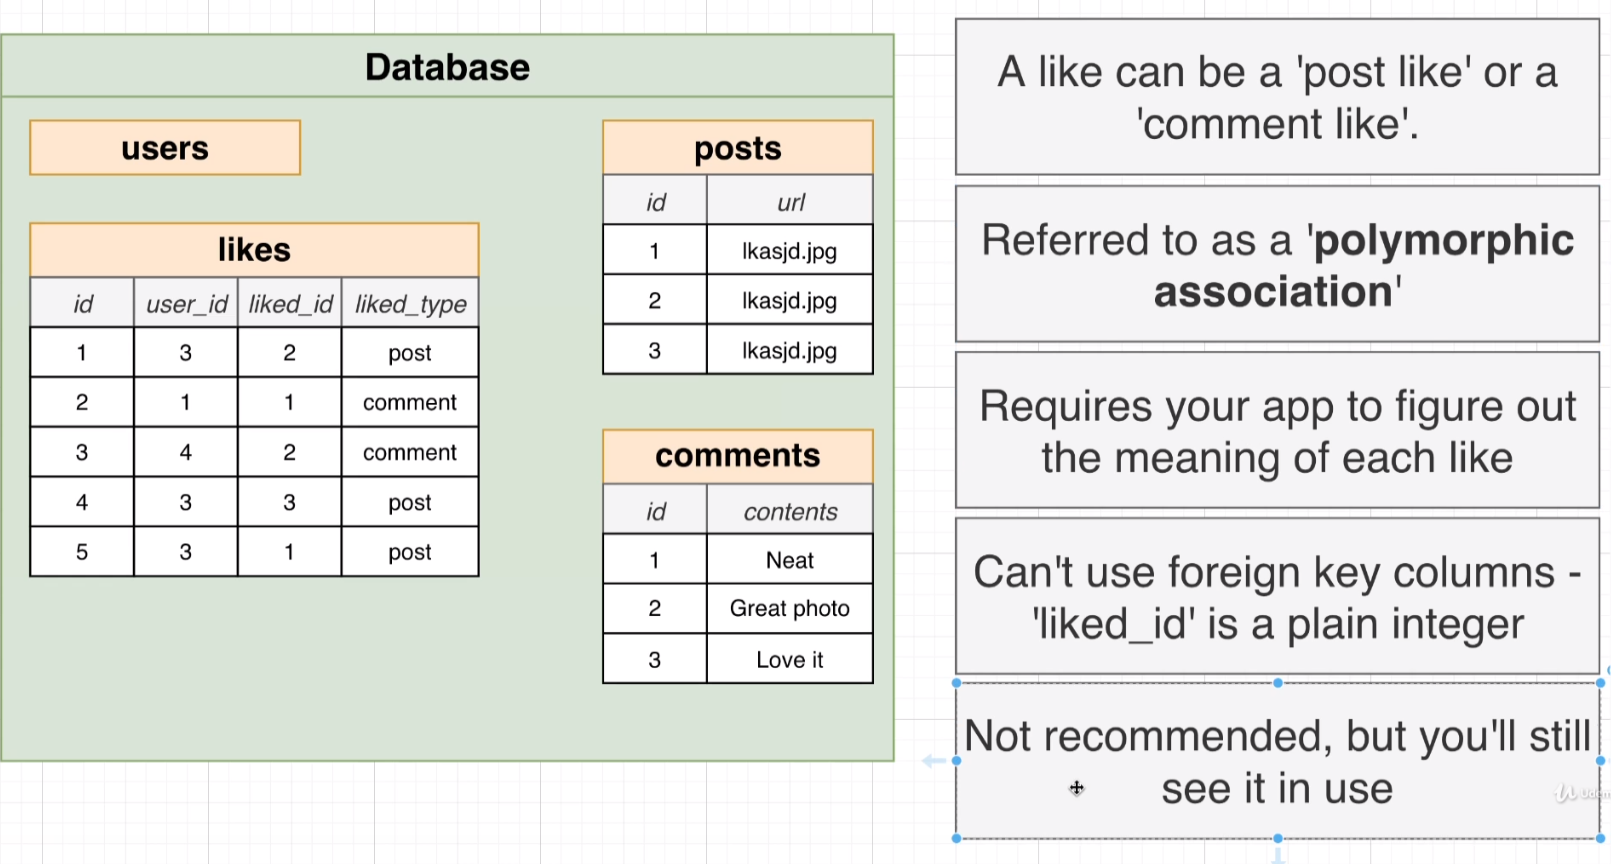 Database
users
likes
id user_id liked_id liked_type
1 3 2 post
2 1 1 comment
3 4 2 comment
4 3 3 post
5 3 1 post
posts
id url
1 lkasjd.jpg
2 lkasjd.jpg
3 lkasjd.jpg
comments
id contents
1 Neat
2 Great photo
3 Love it
A like can be a 'post like' or a
'comment like'.
Referred to as a 'polymorphic
association'
Requires your app to figure out
the meaning of each like
Can't use foreign key columns -
'liked_id' is a plain integer
Not recommended, but you'll still
see it in use